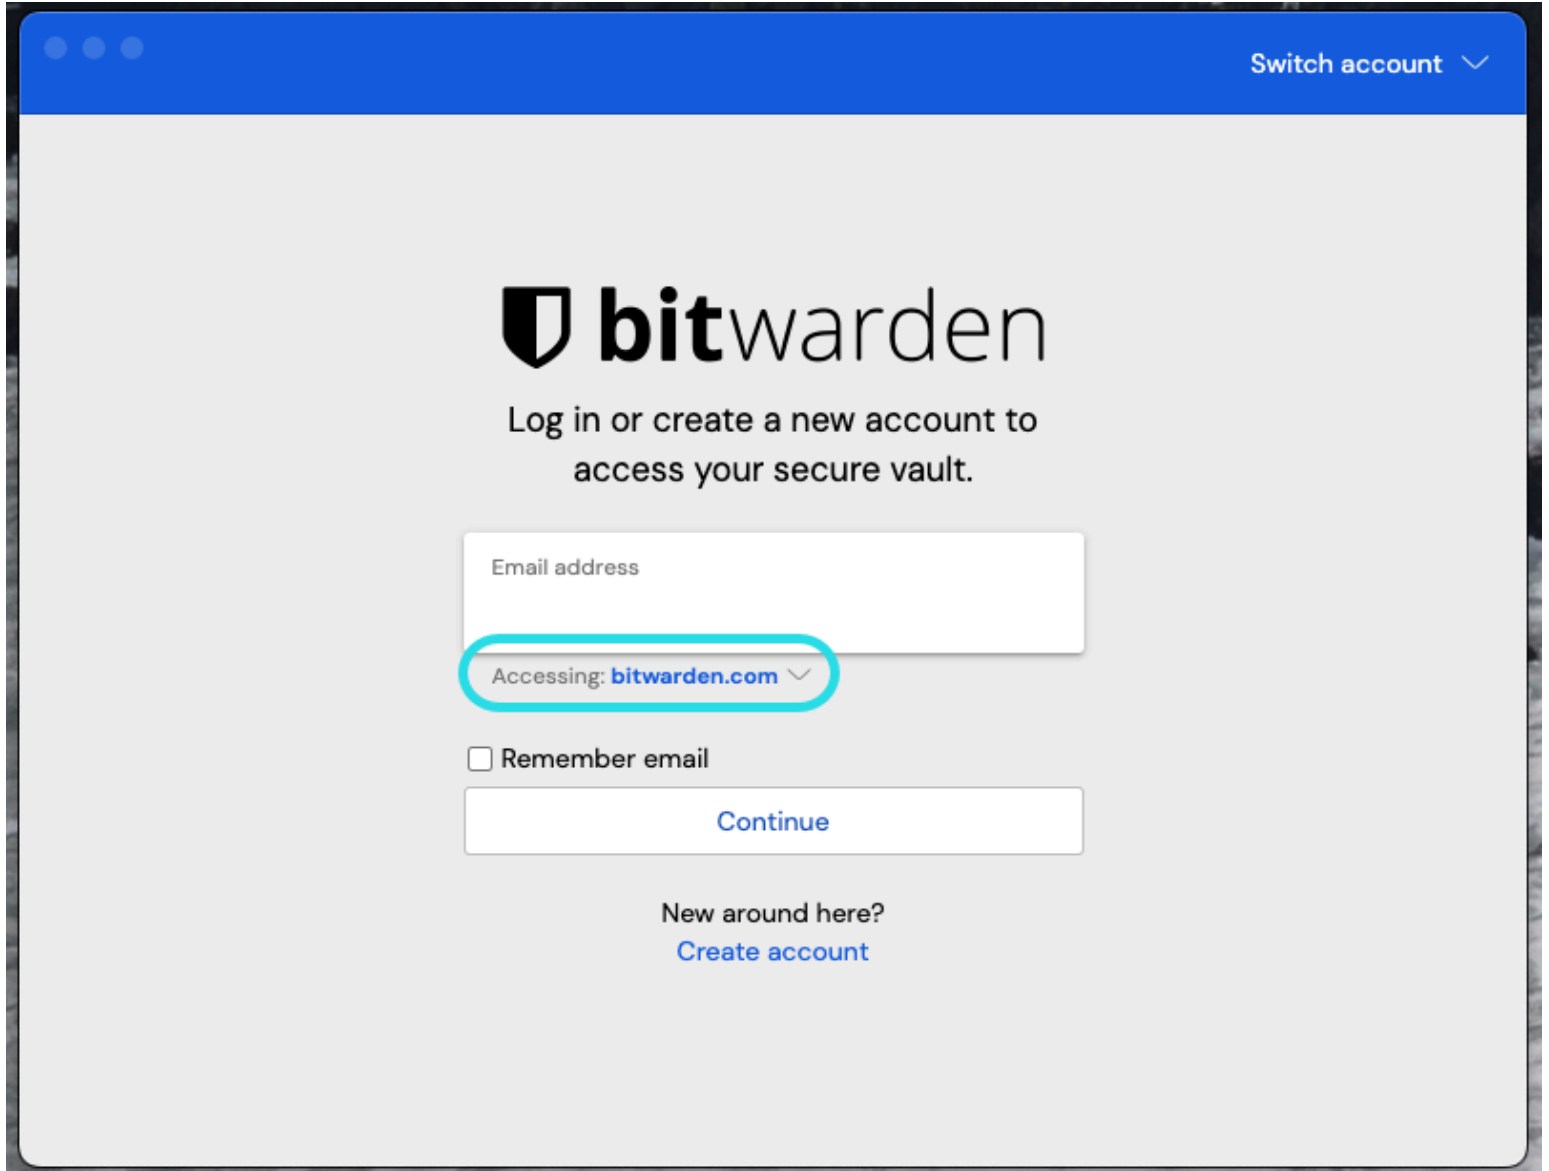 Switch account
bitwarden
Log in or create a new account to
access your secure vault.
Email address
Accessing: bitwarden.com
Remember email
Continue
New around here?
Create account